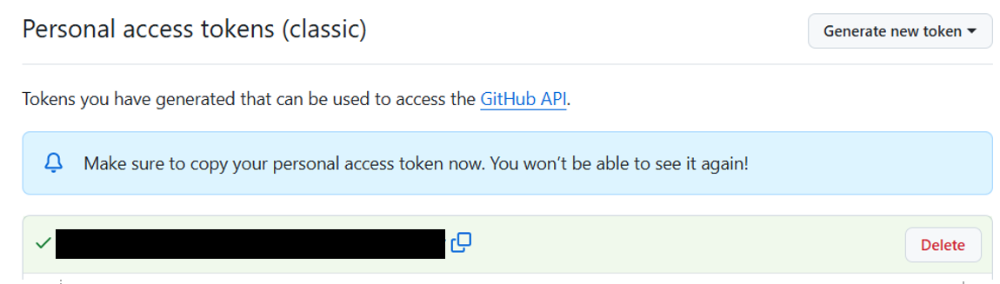 Personal access tokens (classic)
Generate new token
Tokens you have generated that can be used to access the GitHub API.
Make sure to copy your personal access token now. You won’t be able to see it again!
Delete